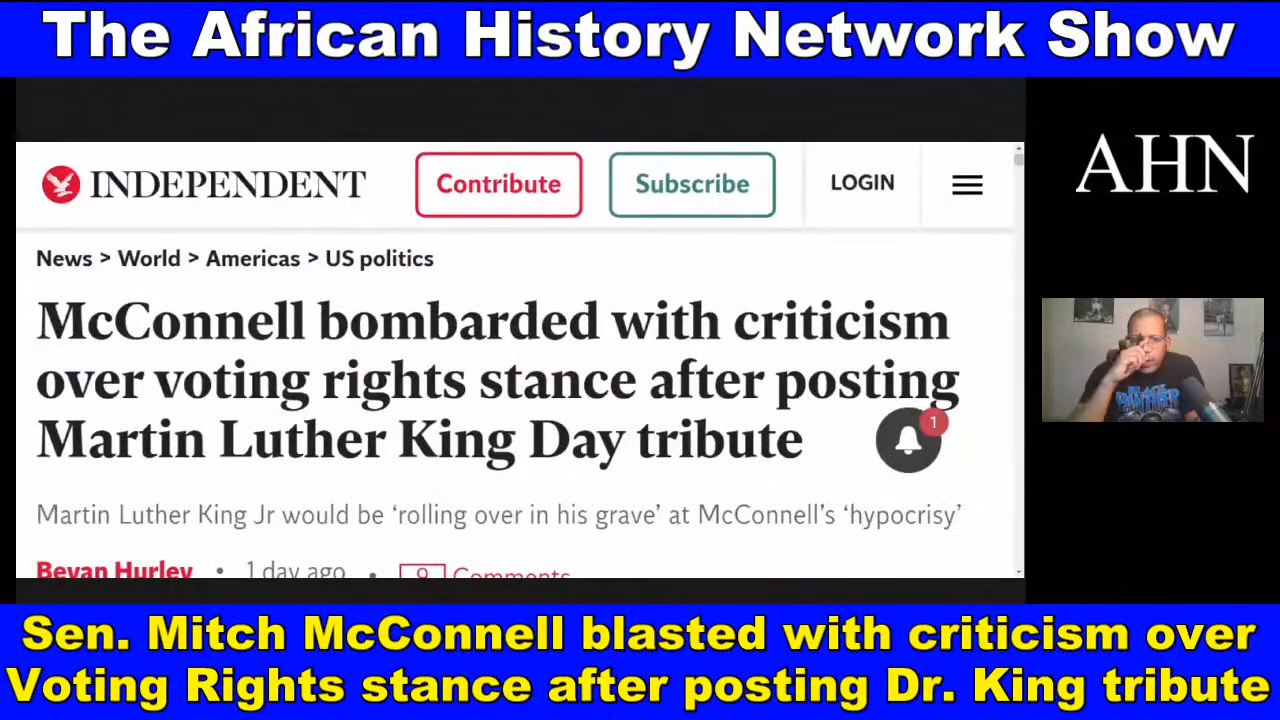 The African History Network Show
AHN
INDEPENDENT
Contribute
Subscribe
LOGIN
News > World > Americas > US politics
McConnell bombarded with criticism
over voting rights stance after posting
Martin Luther King Day tribute
1
Martin Luther King Jr would be ‘rolling over in his grave’ at McConnell’s ‘hypocrisy’
Bevan Hurley • 1 day ago • Comments
BLACK
PANTHER
Sen. Mitch McConnell blasted with criticism over
Voting Rights stance after posting Dr. King tribute